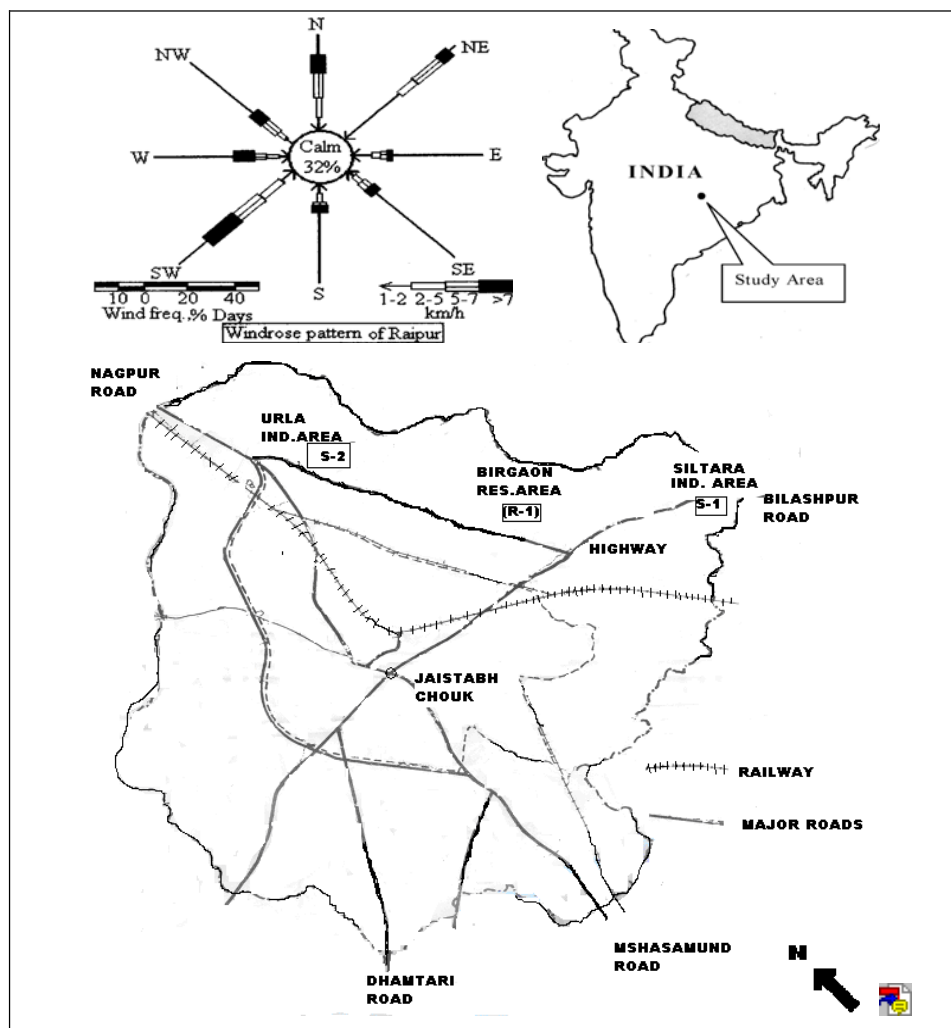 N
NW
NE
Calm
32%
W
E
SW
S
SE
10 0 20 40
Wind freq.,% Days
1-2 2-5 5-7 >7
km/h
Windrose pattern of Raipur
INDIA
Study Area
NAGPUR
ROAD
URLA
IND.AREA
S-2
BIRGAON
RES.AREA
(R-1)
SILTARA
IND. AREA
S-1
BILASHPUR
ROAD
HIGHWAY
JAISTABH
CHOUK
RAILWAY
MAJOR ROADS
MSHASAMUND
ROAD
DHAMTARI
ROAD
N